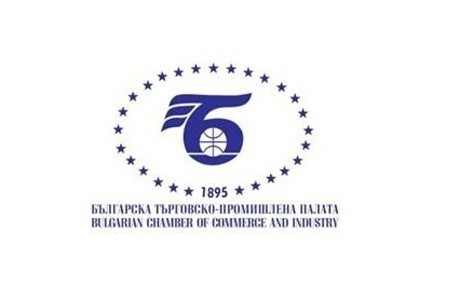 Б
1895
БЪЛГАРСКА ТЪРГОВСКО-ПРОМИШЛЕНА ПАЛАТА
BULGARIAN CHAMBER OF COMMERCE AND INDUSTRY